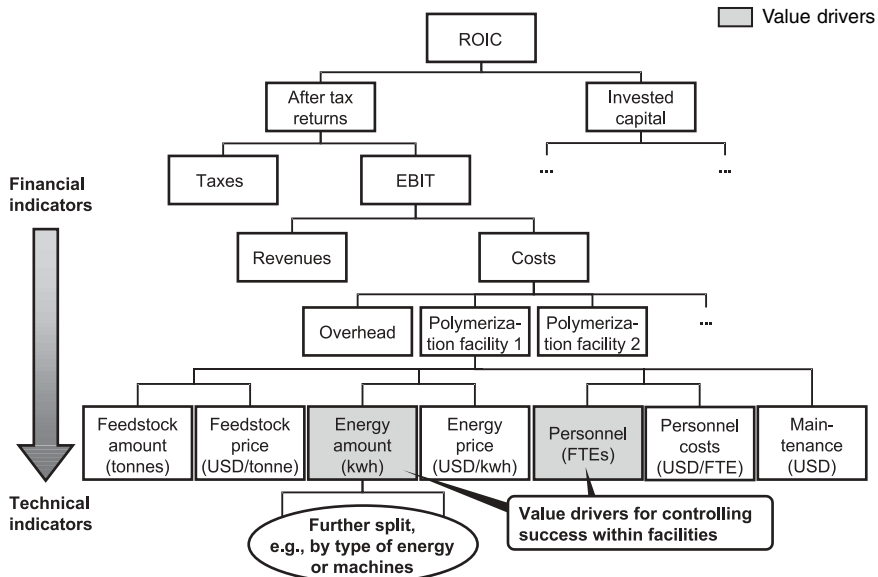 Value drivers
ROIC
After tax
returns
Invested
capital
Taxes
EBIT
...
...
Financial
indicators
Revenues
Costs
Overhead
Polymeriza-
tion facility 1
Polymeriza-
tion facility 2
...
Feedstock
amount
(tonnes)
Feedstock
price
(USD/tonne)
Energy
amount
(kwh)
Energy
price
(USD/kwh)
Personnel
(FTEs)
Personnel
costs
(USD/FTE)
Main-
tenance
(USD)
Technical
indicators
Further split,
e.g., by type of energy
or machines
Value drivers for controlling
success within facilities